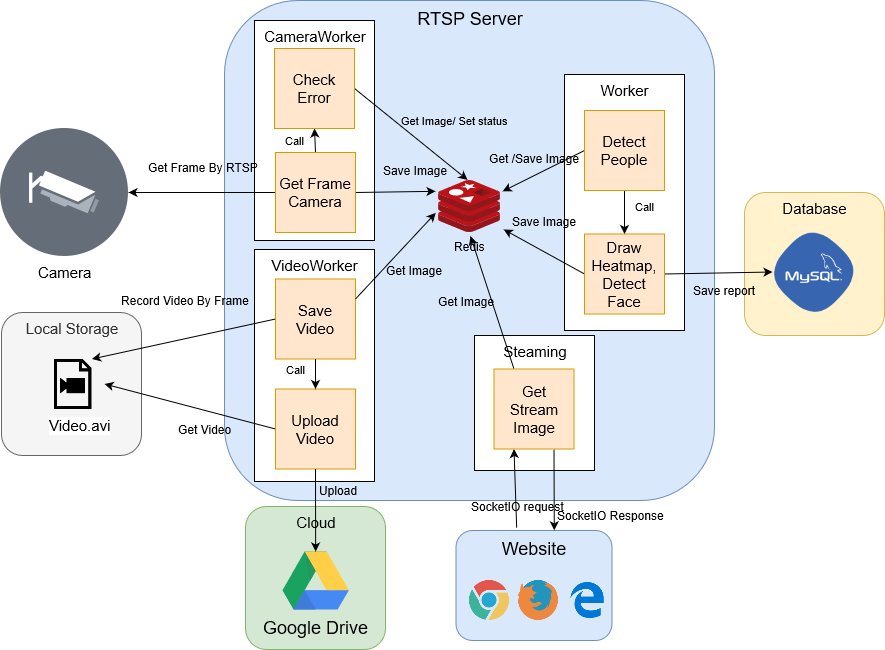 RTSP Server
CameraWorker
Check
Error
Call
Get Frame
Camera
Get Frame By RTSP
Camera
Get Image/ Set status
Save Image
Redis
Worker
Detect
People
Get /Save Image
Call
Save Image
Draw
Heatmap,
Detect
Face
Save report
Database
MySQL
VideoWorker
Save
Video
Call
Upload
Video
Get Image
Record Video By Frame
Local Storage
Video.avi
Get Video
Get Image
Steaming
Get
Stream
Image
Upload
SocketIO request
SocketIO Response
Cloud
Google Drive
Website